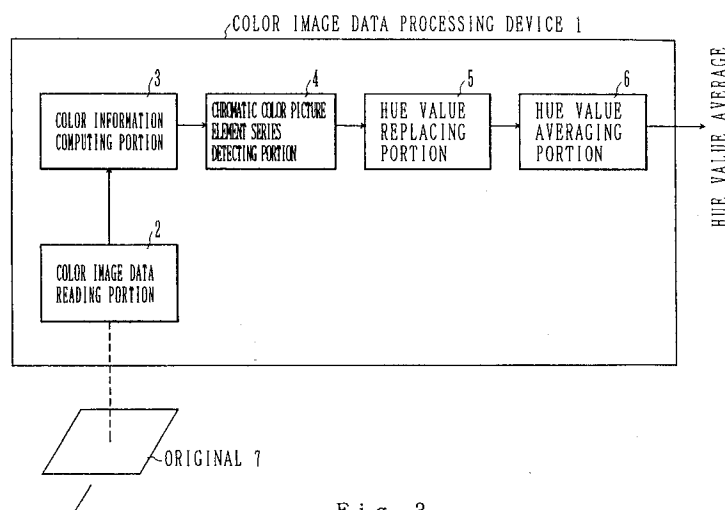 COLOR IMAGE DATA PROCESSING DEVICE 1
3
COLOR INFORMATION
COMPUTING PORTION
4
CHROMATIC COLOR PICTURE
ELEMENT SERIES
DETECTING PORTION
5
HUE VALUE
REPLACING
PORTION
6
HUE VALUE
AVERAGING
PORTION
HUE VALUE AVERAGE
2
COLOR IMAGE DATA
READING PORTION
ORIGINAL 7